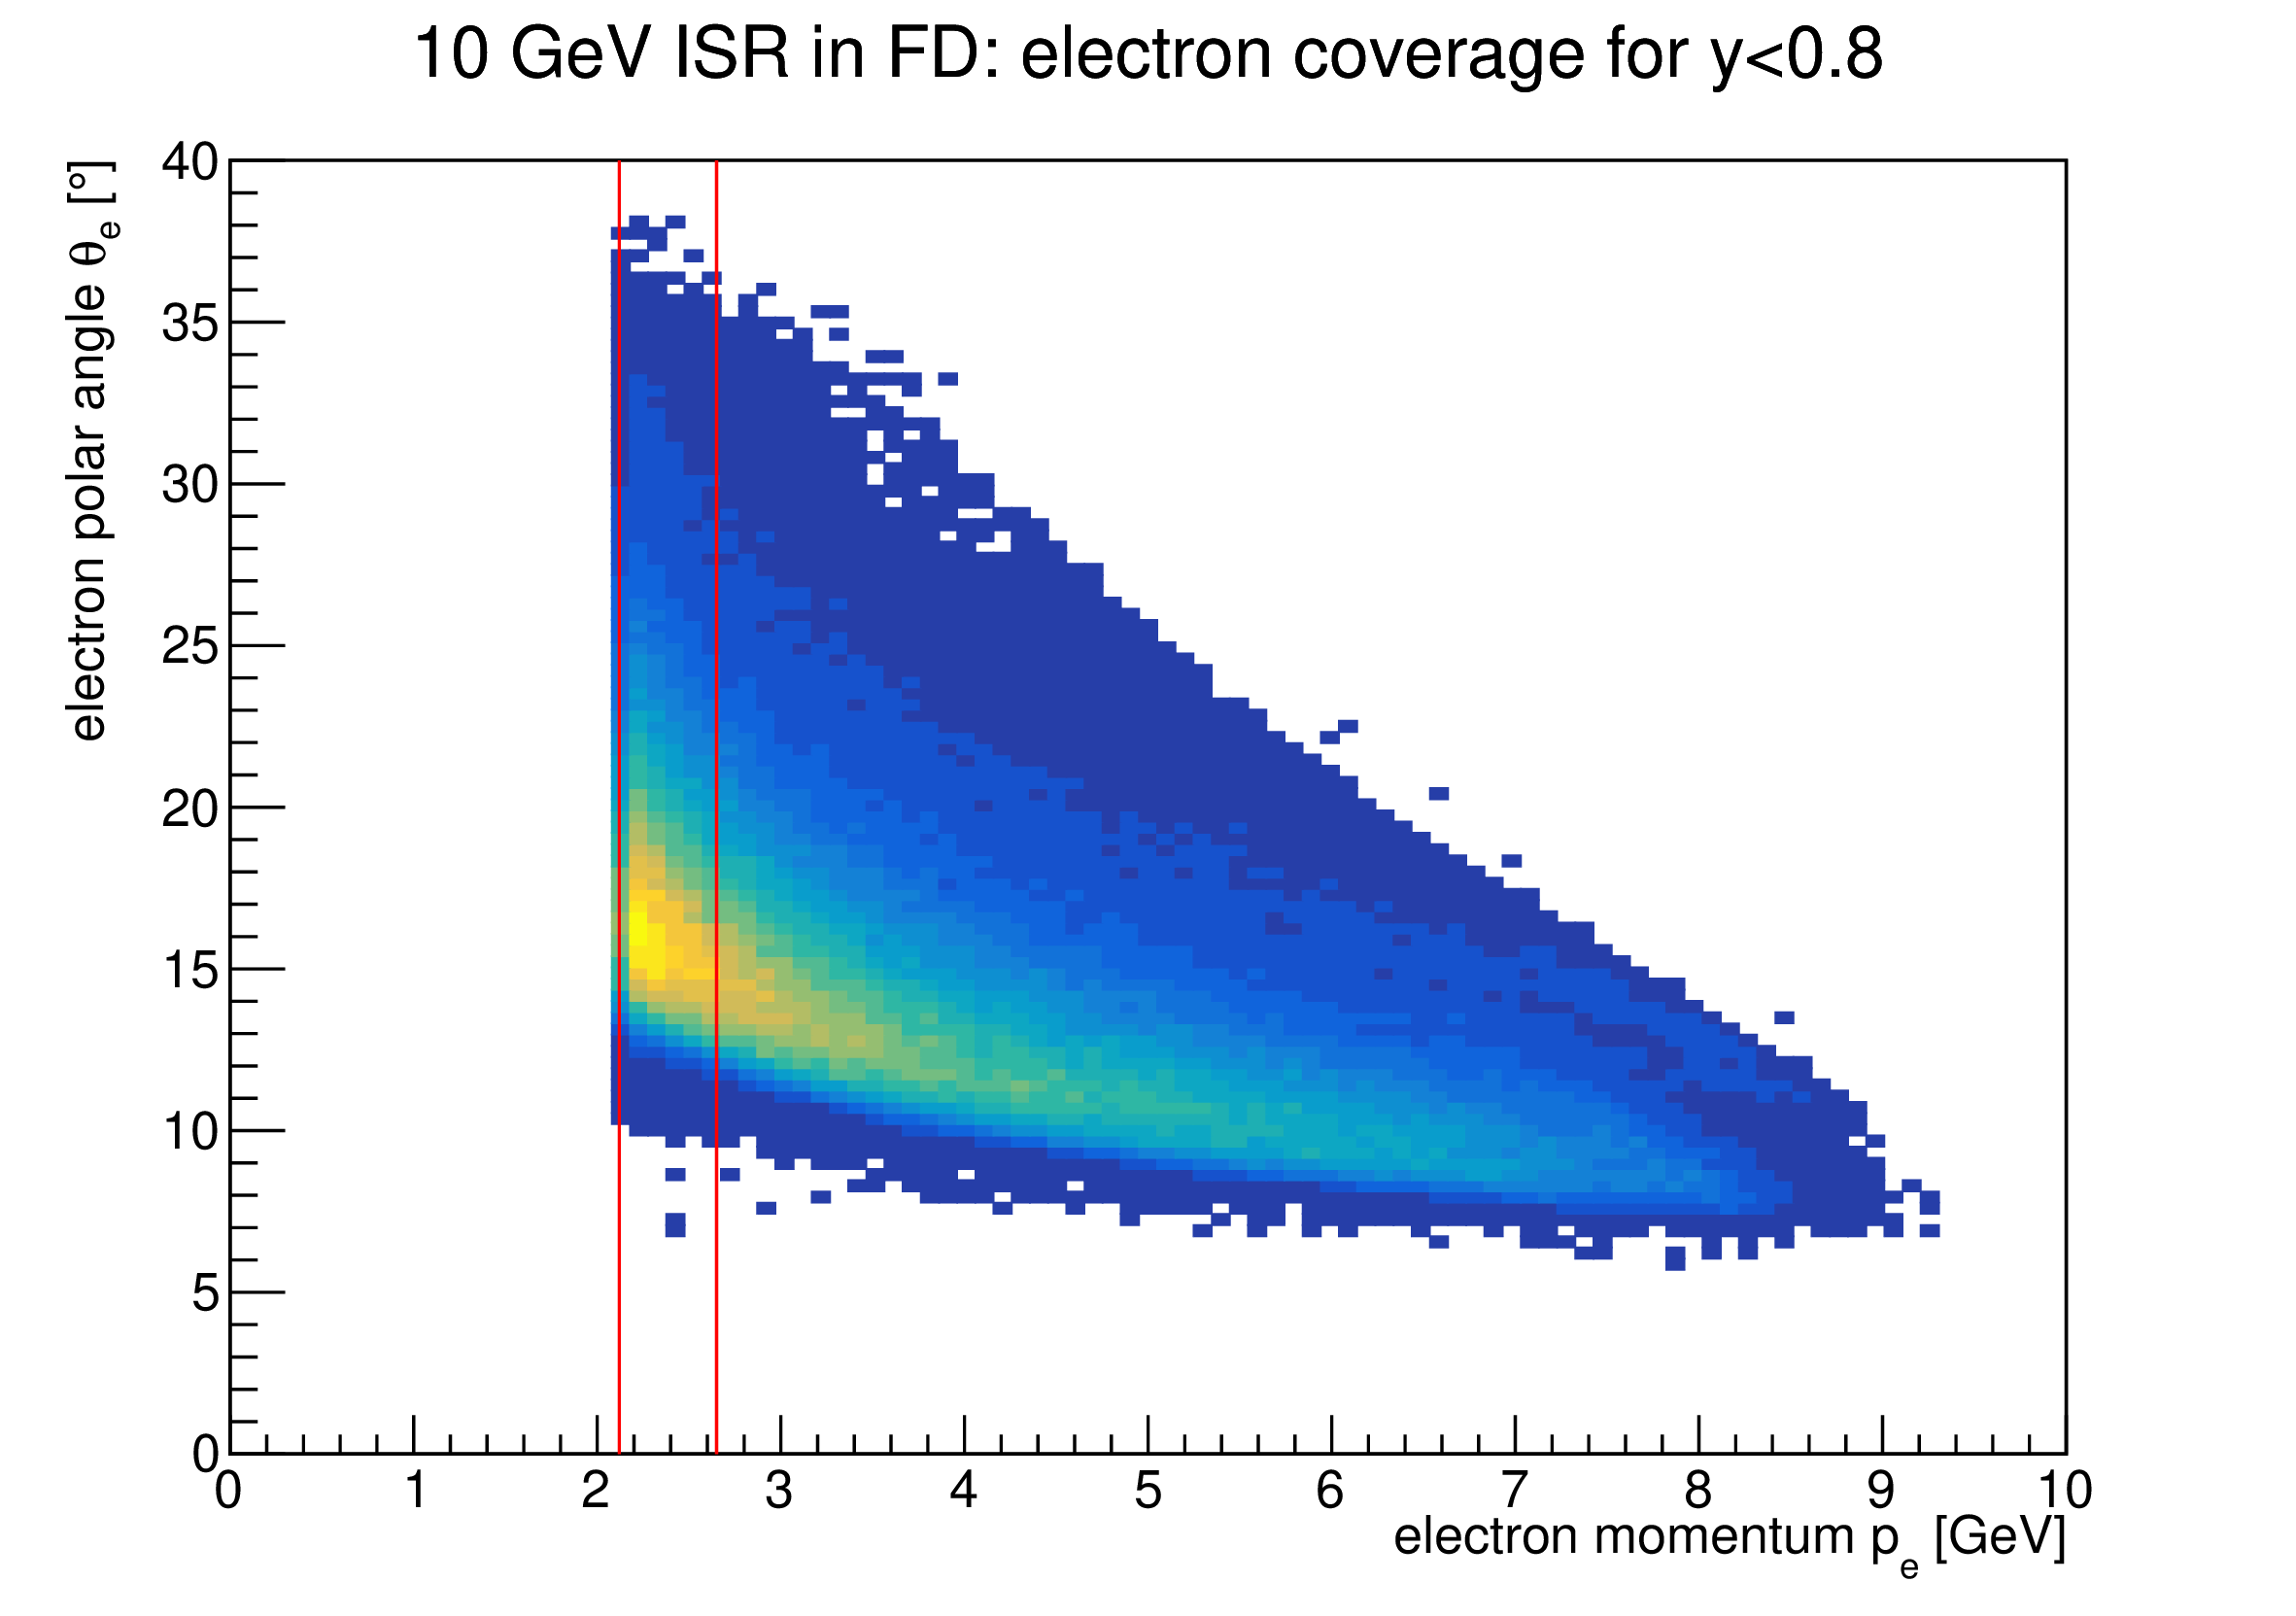 10 GeV ISR in FD: electron coverage for y<0.8
electron polar angle θe [°]
40
35
30
25
20
15
10
5
0
0 1 2 3 4 5 6 7 8 9 10
electron momentum pe [GeV]